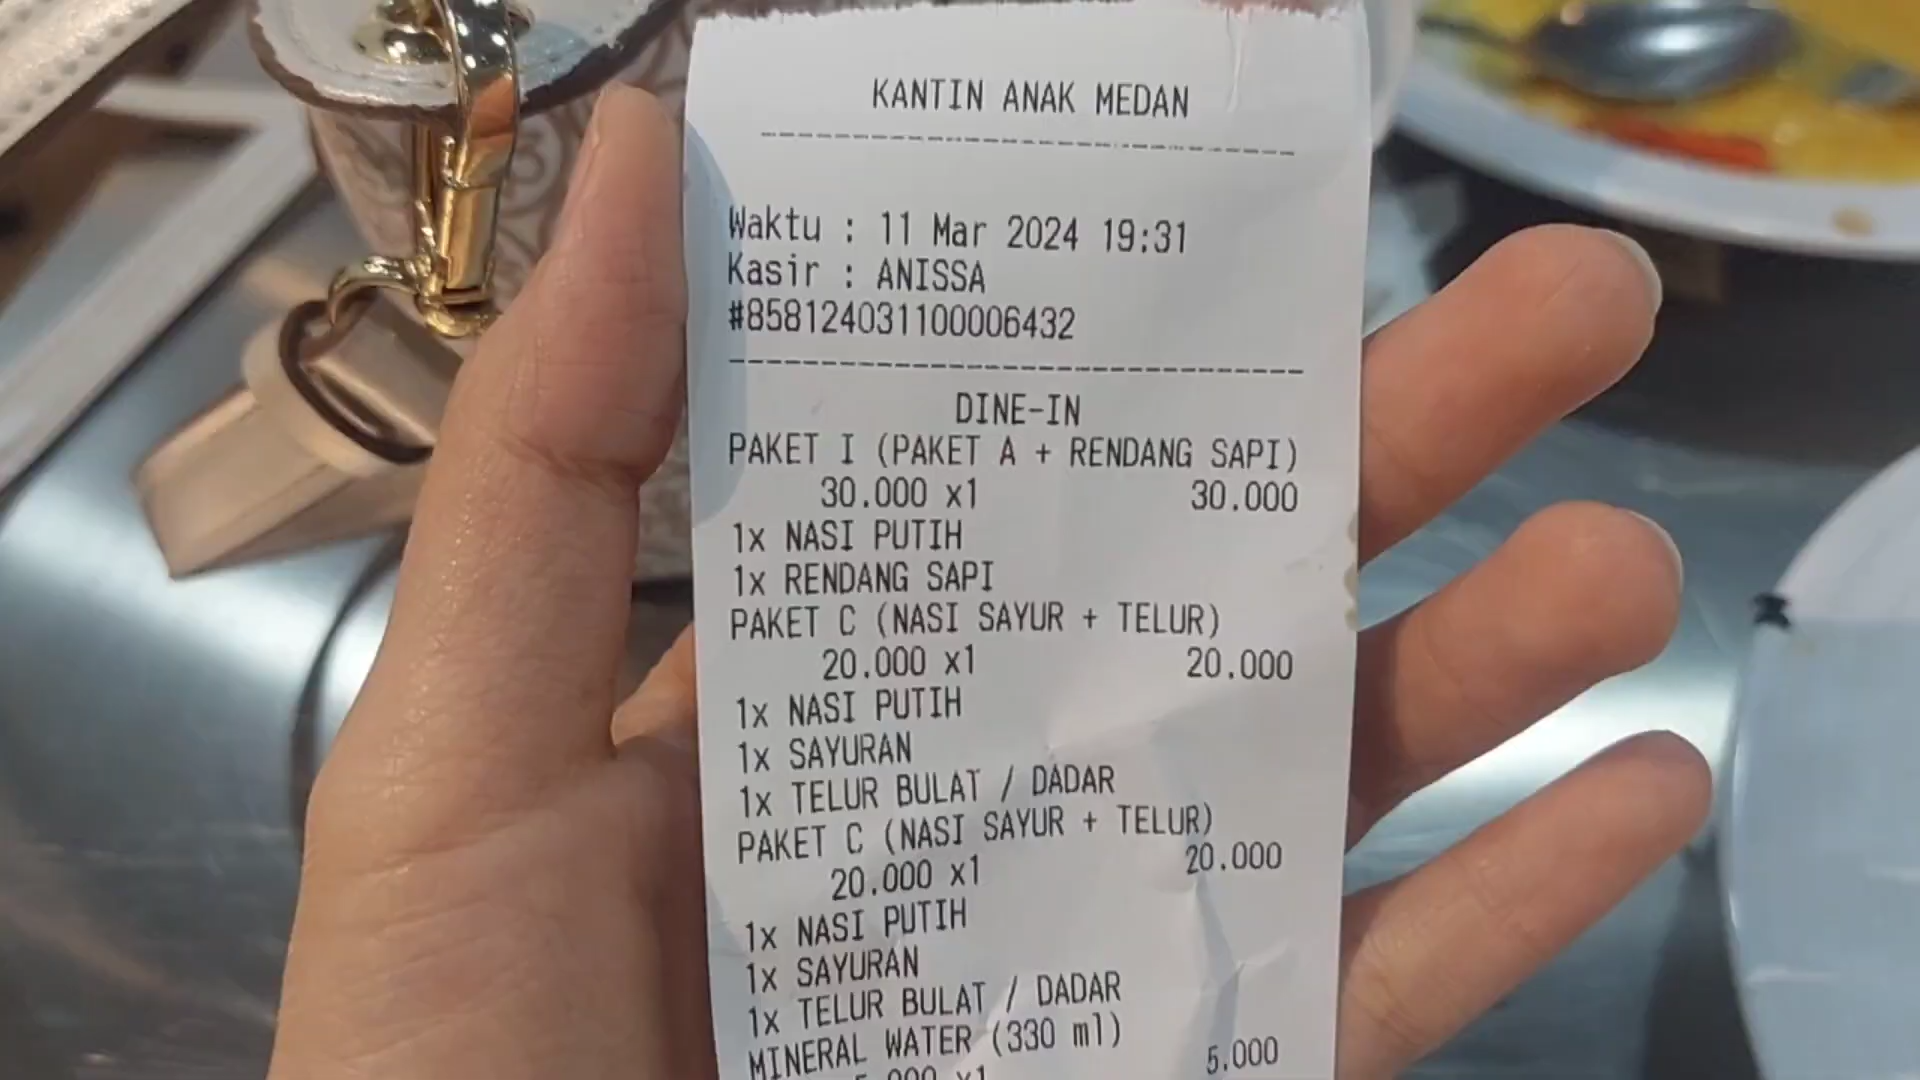 KANTIN ANAK MEDAN
Waktu : 11 Mar 2024 19:31
Kasir : ANISSA
#858124031100006432
DINE-IN
PAKET I (PAKET A + RENDANG SAPI)
30.000 x1 30.000
1x NASI PUTIH
1x RENDANG SAPI
PAKET C (NASI SAYUR + TELUR)
20.000 x1 20.000
1x NASI PUTIH
1x SAYURAN
1x TELUR BULAT / DADAR
PAKET C (NASI SAYUR + TELUR)
20.000 x1 20.000
1x NASI PUTIH
1x SAYURAN
1x TELUR BULAT / DADAR
MINERAL WATER (330 ml)
5.000 x1 5.000